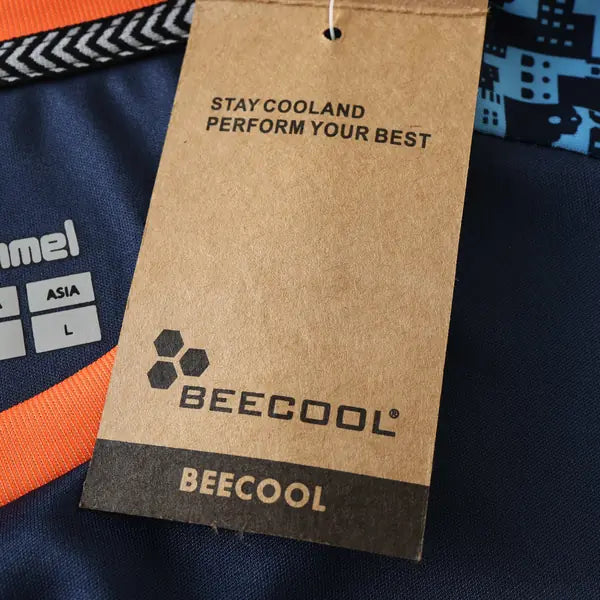 STAY COOLAND
PERFORM YOUR BEST
mmel
ASIA
L
BEECOOL®
BEECOOL